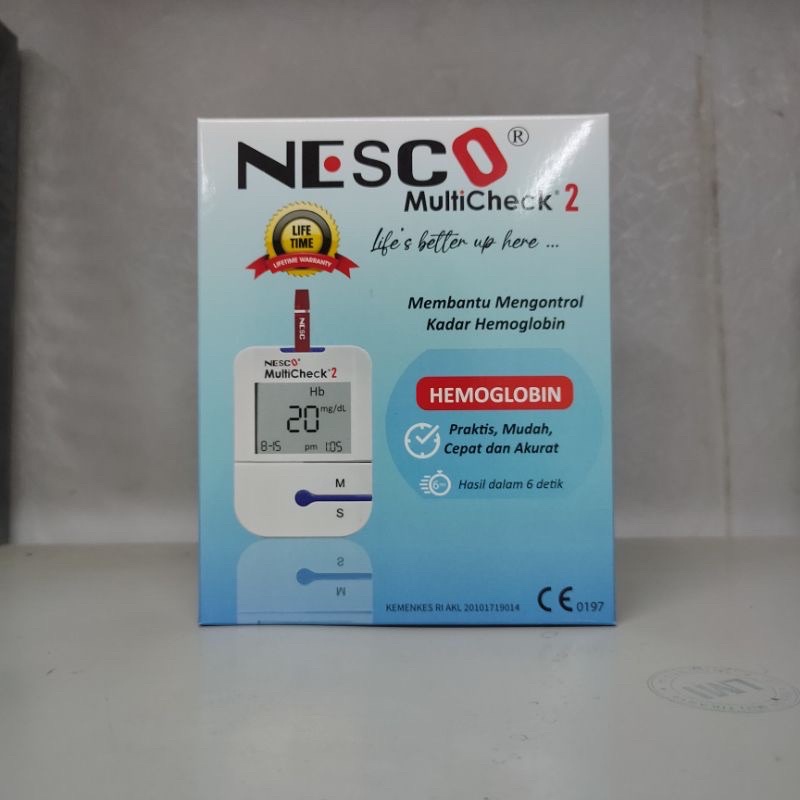 NESCO®
MultiCheck® 2
LIFE
TIME
LIFETIME WARRANTY
Life's better up here ...
Membantu Mengontrol
Kadar Hemoglobin
NESC
NESCO®
MultiCheck®2
Hb
20 mg/dL
8-15 pm 1:05
M
S
HEMOGLOBIN
Praktis, Mudah,
Cepat dan Akurat
6
Hasil dalam 6 detik
S
M
KEMENKES RI AKL 20101719014
CE 0197